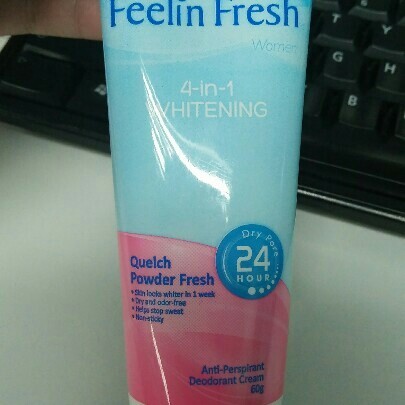 Feelin Fresh
Women
4-in-1
WHITENING
Dry Pore
24
HOUR
Quelch
Powder Fresh
• Skin looks whiter in 1 week
• Dry and odor-free
• Helps stop sweat
• Non-sticky
Anti-Perspirant
Deodorant Cream
60g